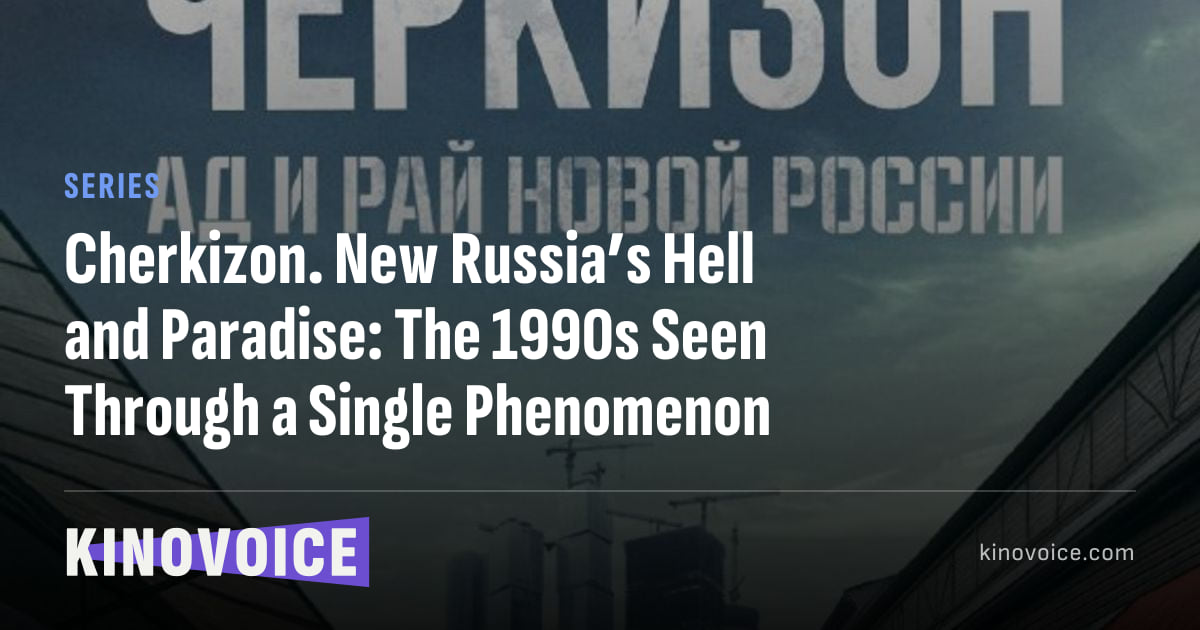 ЧЕРКИЗОН
АД И РАЙ НОВОЙ РОССИИ
SERIES
Cherkizon. New Russia’s Hell
and Paradise: The 1990s Seen
Through a Single Phenomenon
KINOVOICE
kinovoice.com